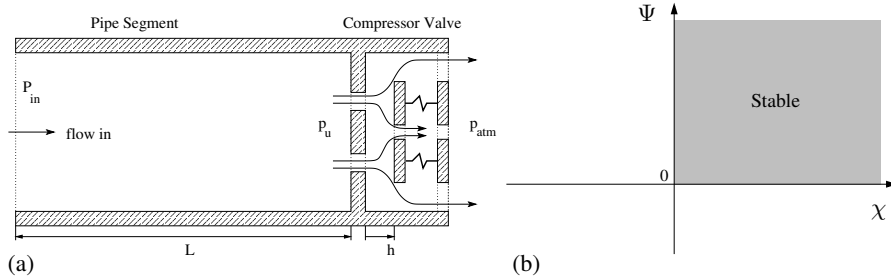 Pipe Segment
Compressor Valve
P_in
flow in
p_u
p_atm
L
h
(a)
Ψ
Stable
0
χ
(b)